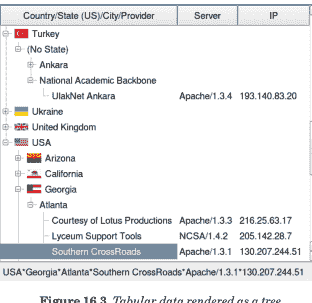 Country/State (US)/City/Provider Server IP
Turkey
(No State)
Ankara
National Academic Backbone
UlakNet Ankara Apache/1.3.4 193.140.83.20
Ukraine
United Kingdom
USA
Arizona
California
Georgia
Atlanta
Courtesy of Lotus Productions Apache/1.3.3 216.25.63.17
Lyceum Support Tools NCSA/1.4.2 205.142.28.7
Southern CrossRoads Apache/1.3.1 130.207.244.51
USA*Georgia*Atlanta*Southern CrossRoads*Apache/1.3.1*130.207.244.51
Figure 16.3 Tabular data rendered as a tree